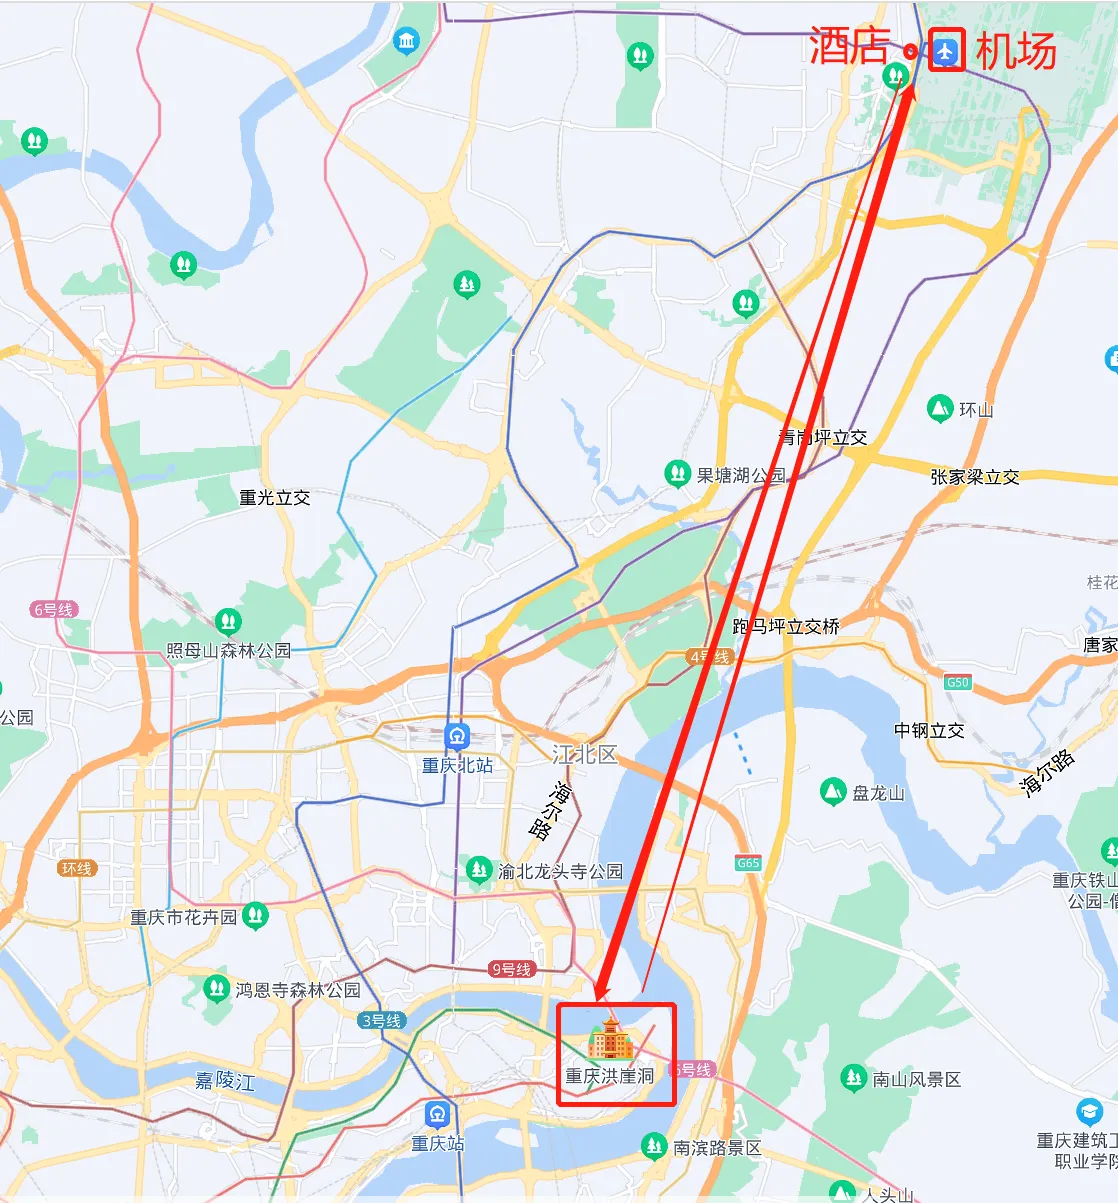 酒店
机场
环山
青岗坪立交
果塘湖公园
张家梁立交
重光立交
桂花
6号线
跑马坪立交桥
唐家
照母山森林公园
4号线
G50
公园
中钢立交
江北区
重庆北站
海尔路
海尔路
盘龙山
G65
环线
渝北龙头寺公园
重庆铁山
公园-僧
重庆市花卉园
9号线
鸿恩寺森林公园
3号线
嘉陵江
重庆洪崖洞
6号线
南山风景区
重庆站
南滨路景区
重庆建筑工
职业学院
人头山